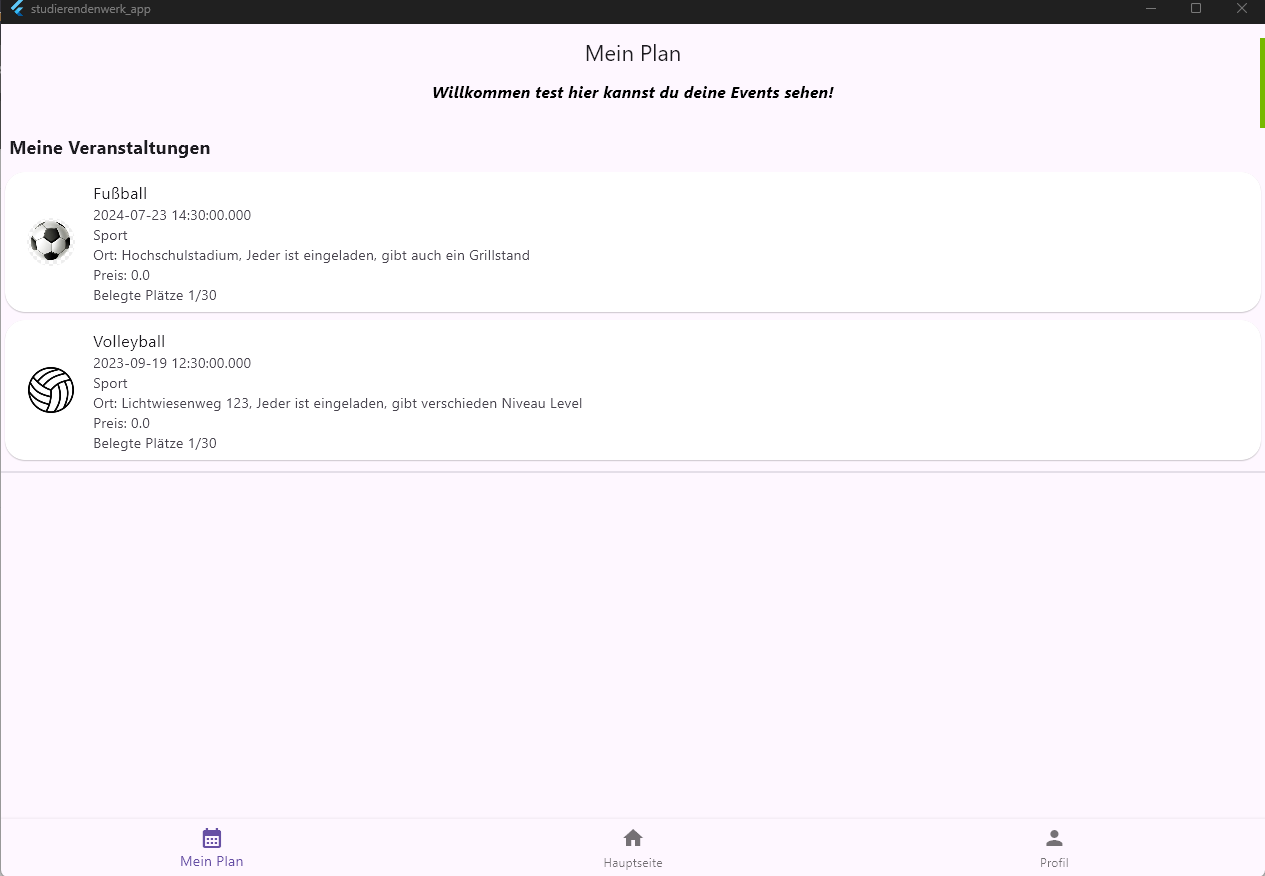 studierendenwerk_app
Mein Plan
Willkommen test hier kannst du deine Events sehen!
Meine Veranstaltungen
Fußball
2024-07-23 14:30:00.000
Sport
Ort: Hochschulstadium, Jeder ist eingeladen, gibt auch ein Grillstand
Preis: 0.0
Belegte Plätze 1/30
Volleyball
2023-09-19 12:30:00.000
Sport
Ort: Lichtwiesenweg 123, Jeder ist eingeladen, gibt verschieden Niveau Level
Preis: 0.0
Belegte Plätze 1/30
Mein Plan
Hauptseite
Profil